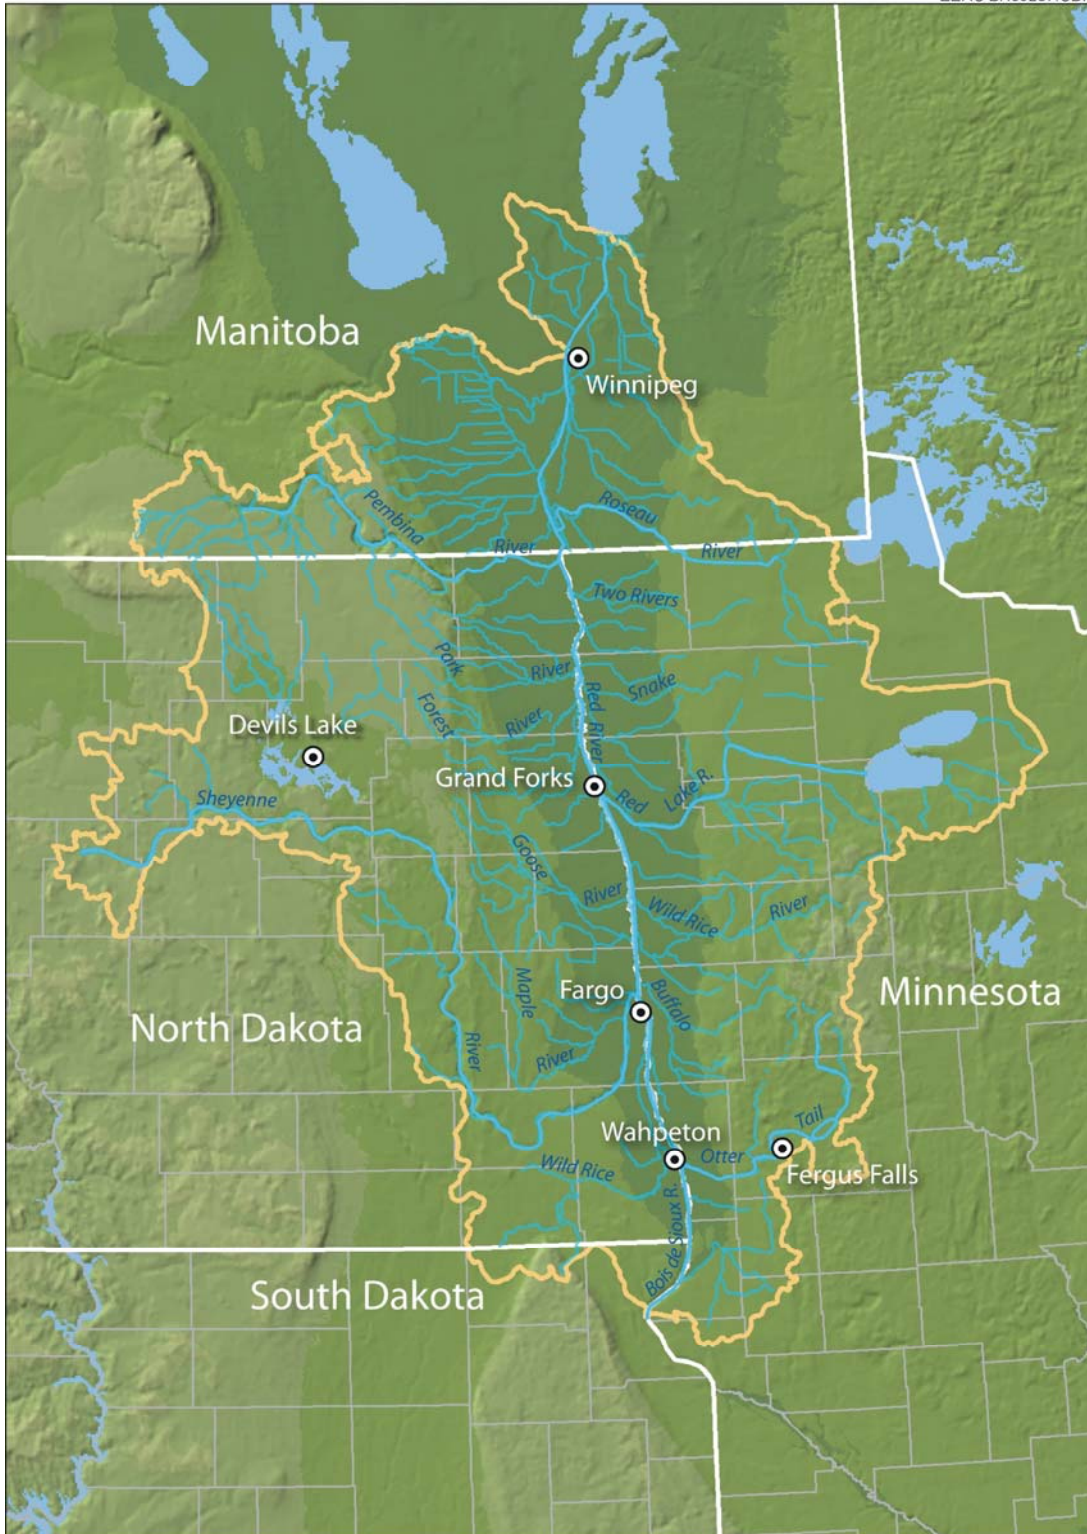 Manitoba
Winnipeg
Pembina
River
Roseau
River
Two Rivers
Park
River
Snake
Red River
Forest
River
Devils Lake
Grand Forks
Red
Lake R.
Sheyenne
River
Goose
River
Wild Rice
River
Maple
River
Fargo
Buffalo
Minnesota
North Dakota
Wahpeton
Otter
Tail
Fergus Falls
Wild Rice
Bois de Sioux R.
South Dakota